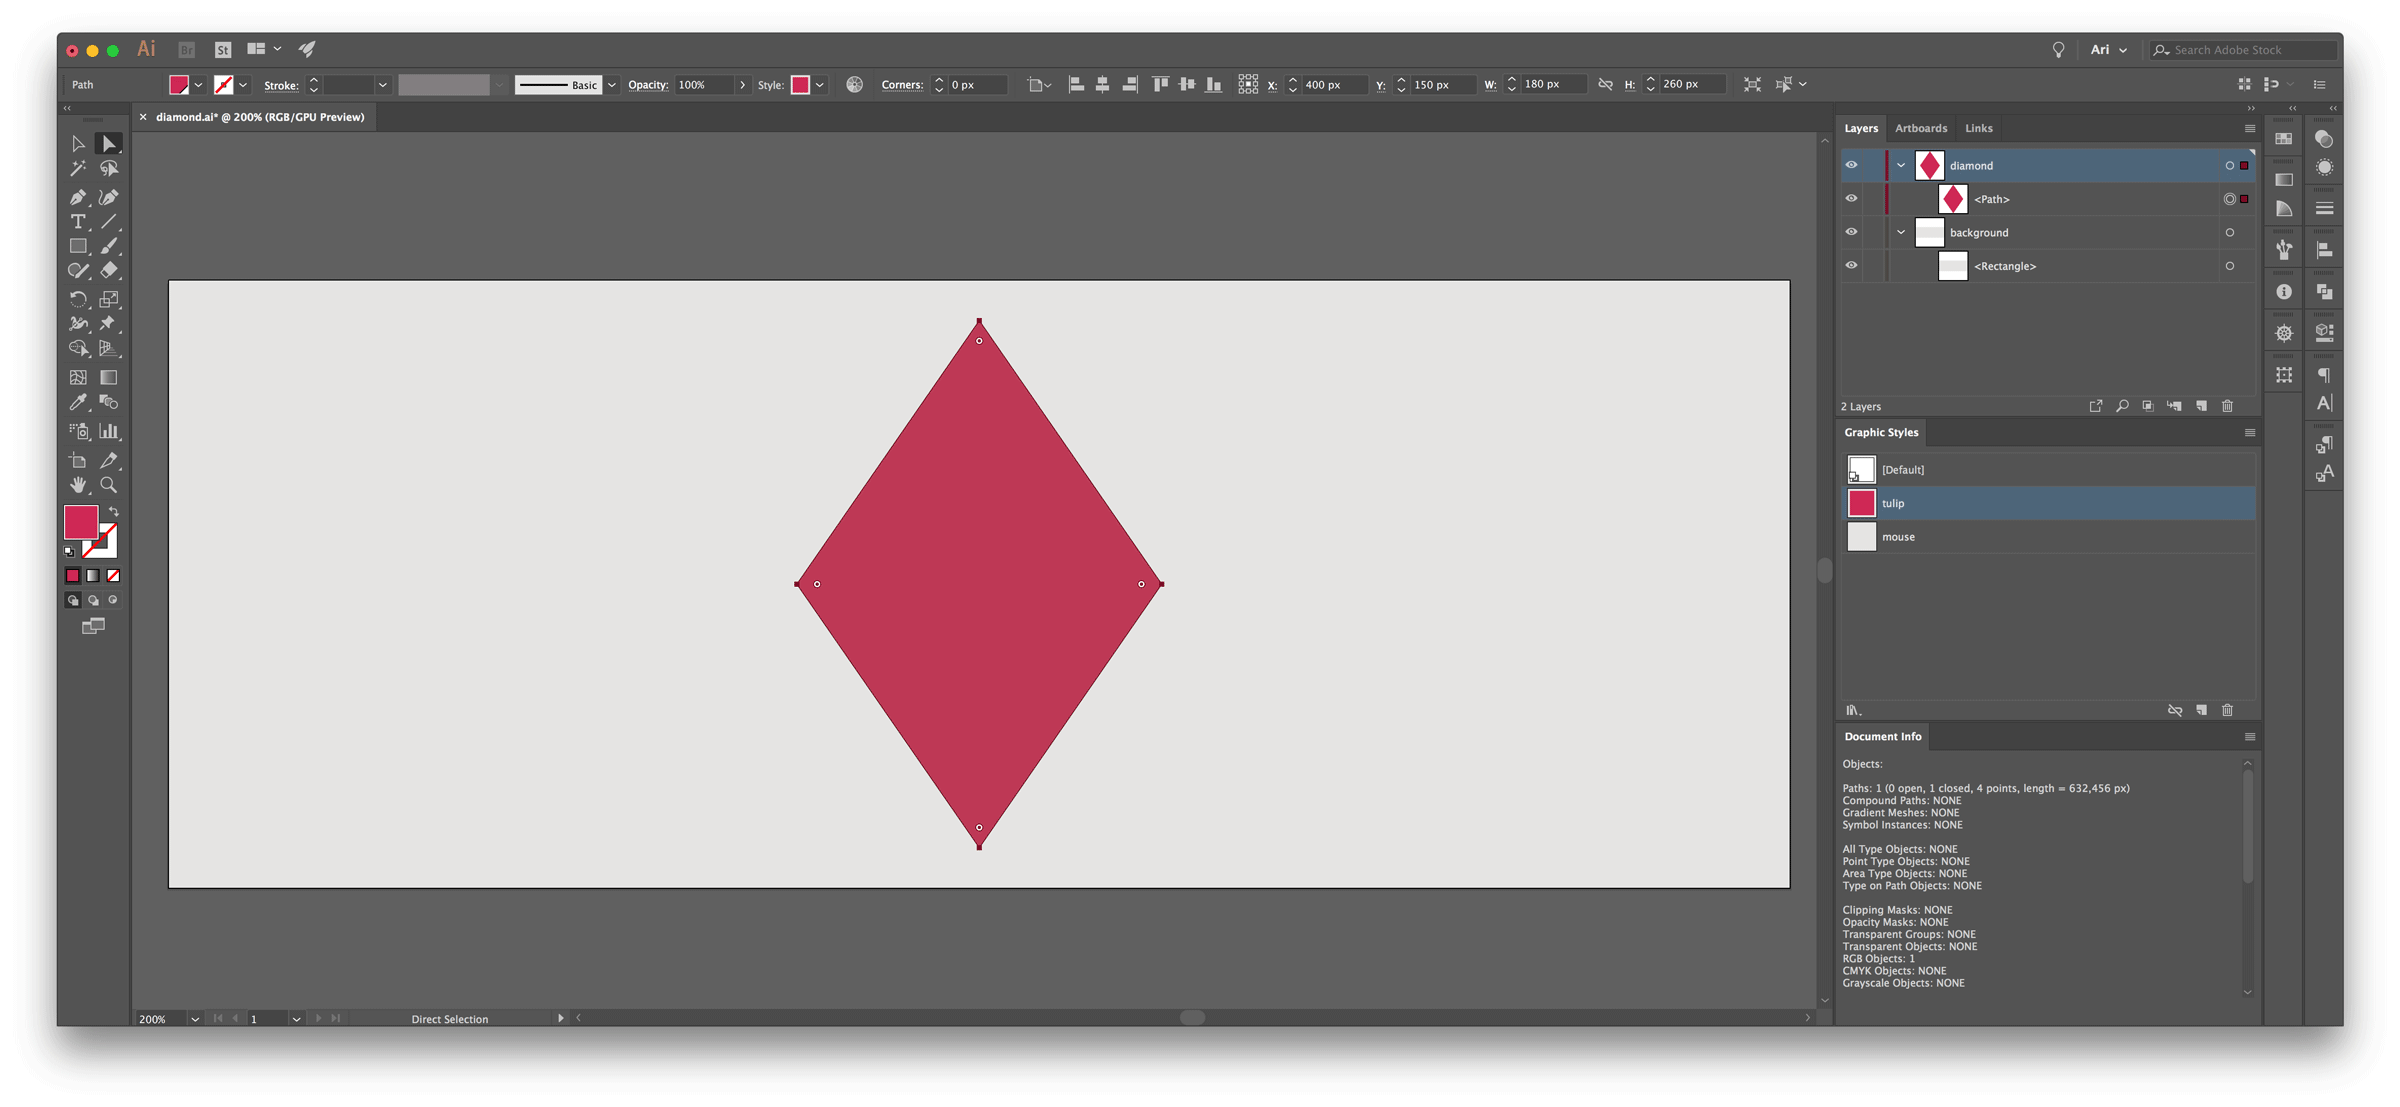 Ai Br St Ari Search Adobe Stock
Path Stroke: Basic Opacity: 100% Style: Corners: 0 px X: 400 px Y: 150 px W: 180 px H: 260 px
× diamond.ai* @ 200% (RGB/GPU Preview)
Layers Artboards Links
diamond
<Path>
background
<Rectangle>
2 Layers
Graphic Styles
[Default]
tulip
mouse
Document Info
Objects:
Paths: 1 (0 open, 1 closed, 4 points, length = 632,456 px)
Compound Paths: NONE
Gradient Meshes: NONE
Symbol Instances: NONE
All Type Objects: NONE
Point Type Objects: NONE
Area Type Objects: NONE
Type on Path Objects: NONE
Clipping Masks: NONE
Opacity Masks: NONE
Transparent Groups: NONE
Transparent Objects: NONE
RGB Objects: 1
CMYK Objects: NONE
Grayscale Objects: NONE
200% 1 Direct Selection